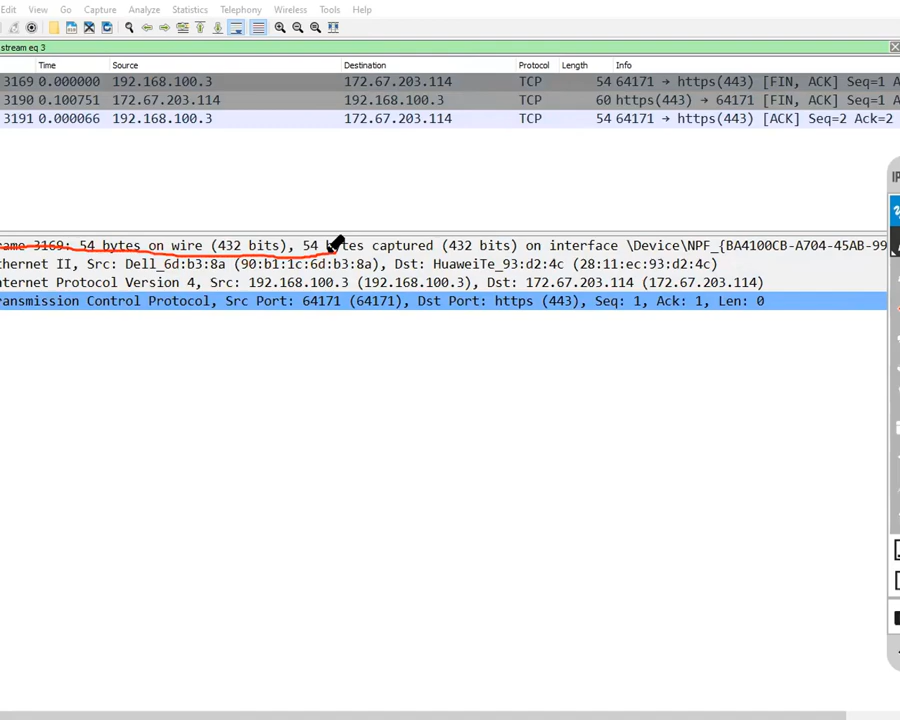 Edit View Go Capture Analyze Statistics Telephony Wireless Tools Help
stream eq 3
Time Source Destination Protocol Length Info
3169 0.000000 192.168.100.3 172.67.203.114 TCP 54 64171 → https(443) [FIN, ACK] Seq=1 A
3190 0.100751 172.67.203.114 192.168.100.3 TCP 60 https(443) → 64171 [FIN, ACK] Seq=1 A
3191 0.000066 192.168.100.3 172.67.203.114 TCP 54 64171 → https(443) [ACK] Seq=2 Ack=2
IP
ame 3169: 54 bytes on wire (432 bits), 54 bytes captured (432 bits) on interface \Device\NPF_{BA4100CB-A704-45AB-99
thernet II, Src: Dell_6d:b3:8a (90:b1:1c:6d:b3:8a), Dst: HuaweiTe_93:d2:4c (28:11:ec:93:d2:4c)
nternet Protocol Version 4, Src: 192.168.100.3 (192.168.100.3), Dst: 172.67.203.114 (172.67.203.114)
ransmission Control Protocol, Src Port: 64171 (64171), Dst Port: https (443), Seq: 1, Ack: 1, Len: 0